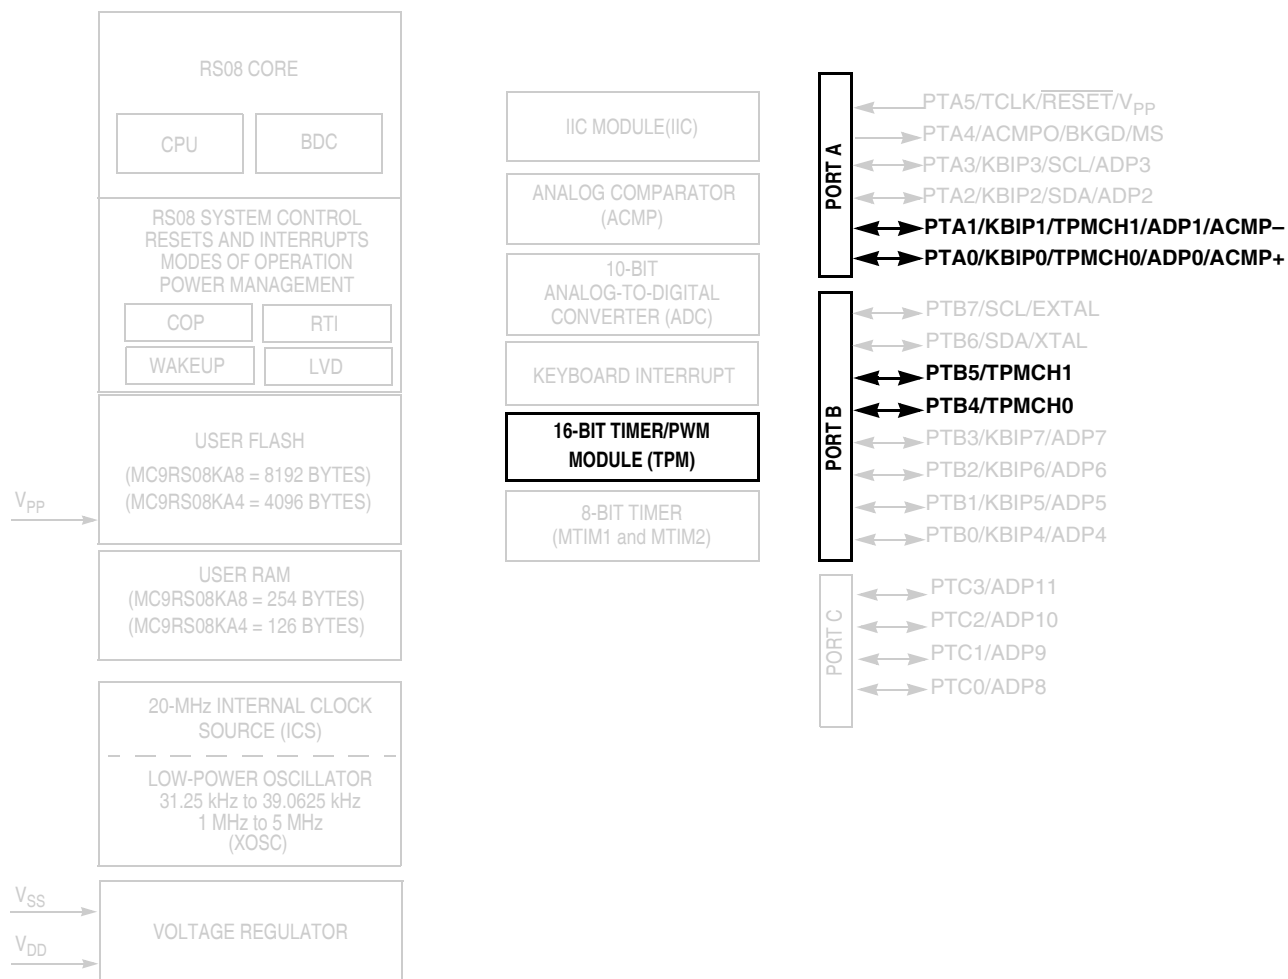 RS08 CORE
CPU
BDC
RS08 SYSTEM CONTROL
RESETS AND INTERRUPTS
MODES OF OPERATION
POWER MANAGEMENT
COP
RTI
WAKEUP
LVD
USER FLASH
(MC9RS08KA8 = 8192 BYTES)
(MC9RS08KA4 = 4096 BYTES)
VPP
USER RAM
(MC9RS08KA8 = 254 BYTES)
(MC9RS08KA4 = 126 BYTES)
20-MHz INTERNAL CLOCK
SOURCE (ICS)
LOW-POWER OSCILLATOR
31.25 kHz to 39.0625 kHz
1 MHz to 5 MHz
(XOSC)
VSS
VDD
VOLTAGE REGULATOR
IIC MODULE(IIC)
ANALOG COMPARATOR
(ACMP)
10-BIT
ANALOG-TO-DIGITAL
CONVERTER (ADC)
KEYBOARD INTERRUPT
16-BIT TIMER/PWM
MODULE (TPM)
8-BIT TIMER
(MTIM1 and MTIM2)
PORT A
PTA5/TCLK/RESET/VPP
PTA4/ACMPO/BKGD/MS
PTA3/KBIP3/SCL/ADP3
PTA2/KBIP2/SDA/ADP2
PTA1/KBIP1/TPMCH1/ADP1/ACMP–
PTA0/KBIP0/TPMCH0/ADP0/ACMP+
PORT B
PTB7/SCL/EXTAL
PTB6/SDA/XTAL
PTB5/TPMCH1
PTB4/TPMCH0
PTB3/KBIP7/ADP7
PTB2/KBIP6/ADP6
PTB1/KBIP5/ADP5
PTB0/KBIP4/ADP4
PORT C
PTC3/ADP11
PTC2/ADP10
PTC1/ADP9
PTC0/ADP8